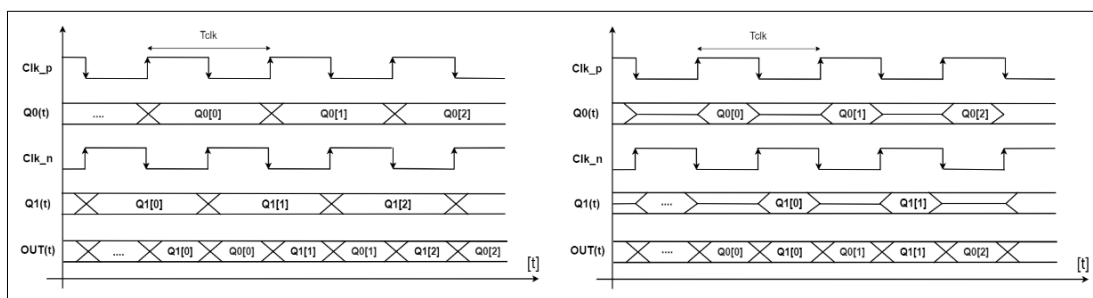 Tclk
Clk_p
Q0(t)
.... Q0[0] Q0[1] Q0[2]
Clk_n
Q1(t)
Q1[0] Q1[1] Q1[2]
OUT(t)
.... Q1[0] Q0[0] Q1[1] Q0[1] Q1[2] Q0[2]
[t]
Tclk
Clk_p
Q0(t)
Q0[0] Q0[1] Q0[2]
Clk_n
Q1(t)
.... Q1[0] Q1[1]
OUT(t)
.... Q0[0] Q1[0] Q0[1] Q1[1] Q0[2]
[t]